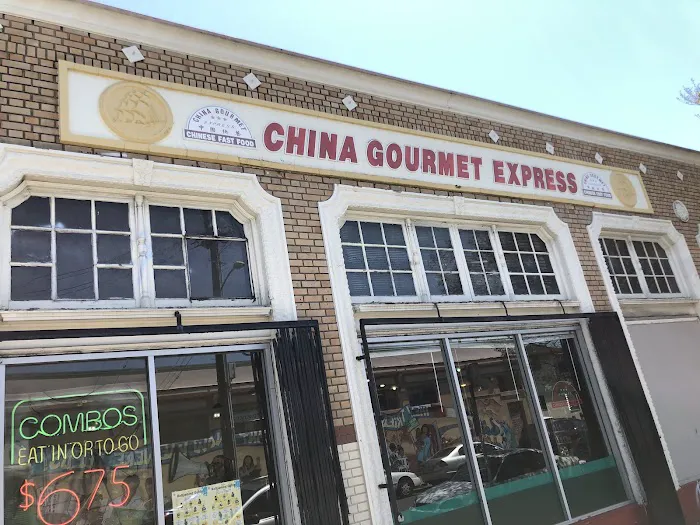 CHINA GOURMET
CHINESE FAST FOOD
CHINA GOURMET EXPRESS
COMBOS
EAT IN OR TO GO
$675